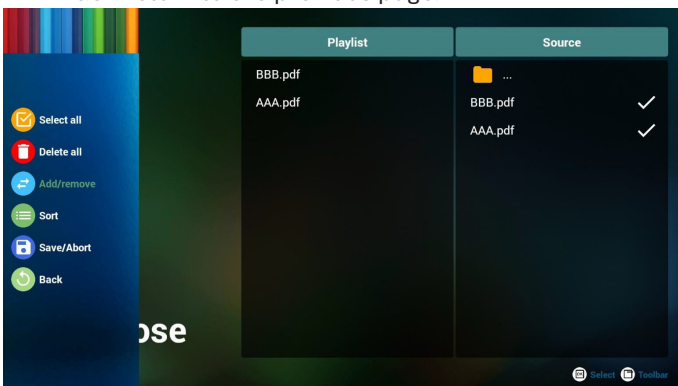 Select all
Delete all
Add/remove
Sort
Save/Abort
Back
ose
Playlist
BBB.pdf
AAA.pdf
Source
...
BBB.pdf
AAA.pdf
Select Toolbar